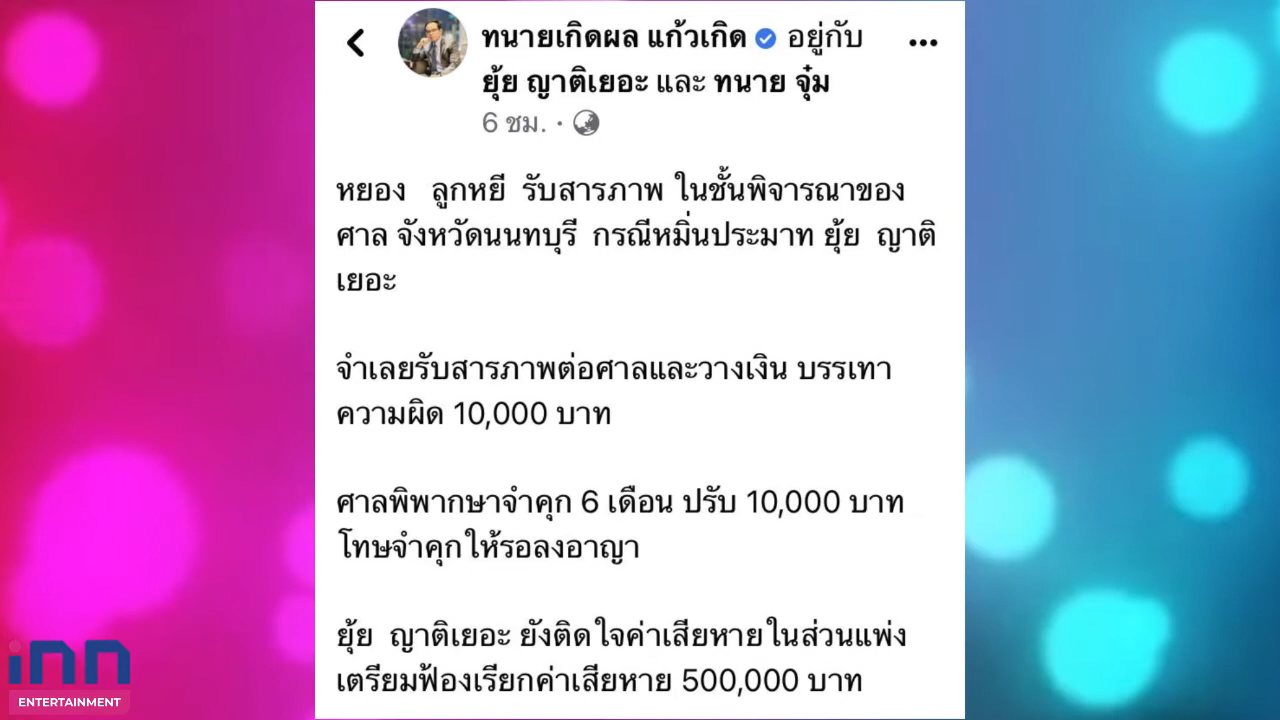 ทนายเกิดผล แก้วเกิด อยู่กับ
ยุ้ย ญาติเยอะ และ ทนาย จุ๋ม
6 ชม. ·
หยอง ลูกหยี รับสารภาพ ในชั้นพิจารณาของ
ศาล จังหวัดนนทบุรี กรณีหมิ่นประมาท ยุ้ย ญาติ
เยอะ
จำเลยรับสารภาพต่อศาลและวางเงิน บรรเทา
ความผิด 10,000 บาท
ศาลพิพากษาจำคุก 6 เดือน ปรับ 10,000 บาท
โทษจำคุกให้รอลงอาญา
ยุ้ย ญาติเยอะ ยังติดใจค่าเสียหายในส่วนแพ่ง
เตรียมฟ้องเรียกค่าเสียหาย 500,000 บาท
inn
ENTERTAINMENT